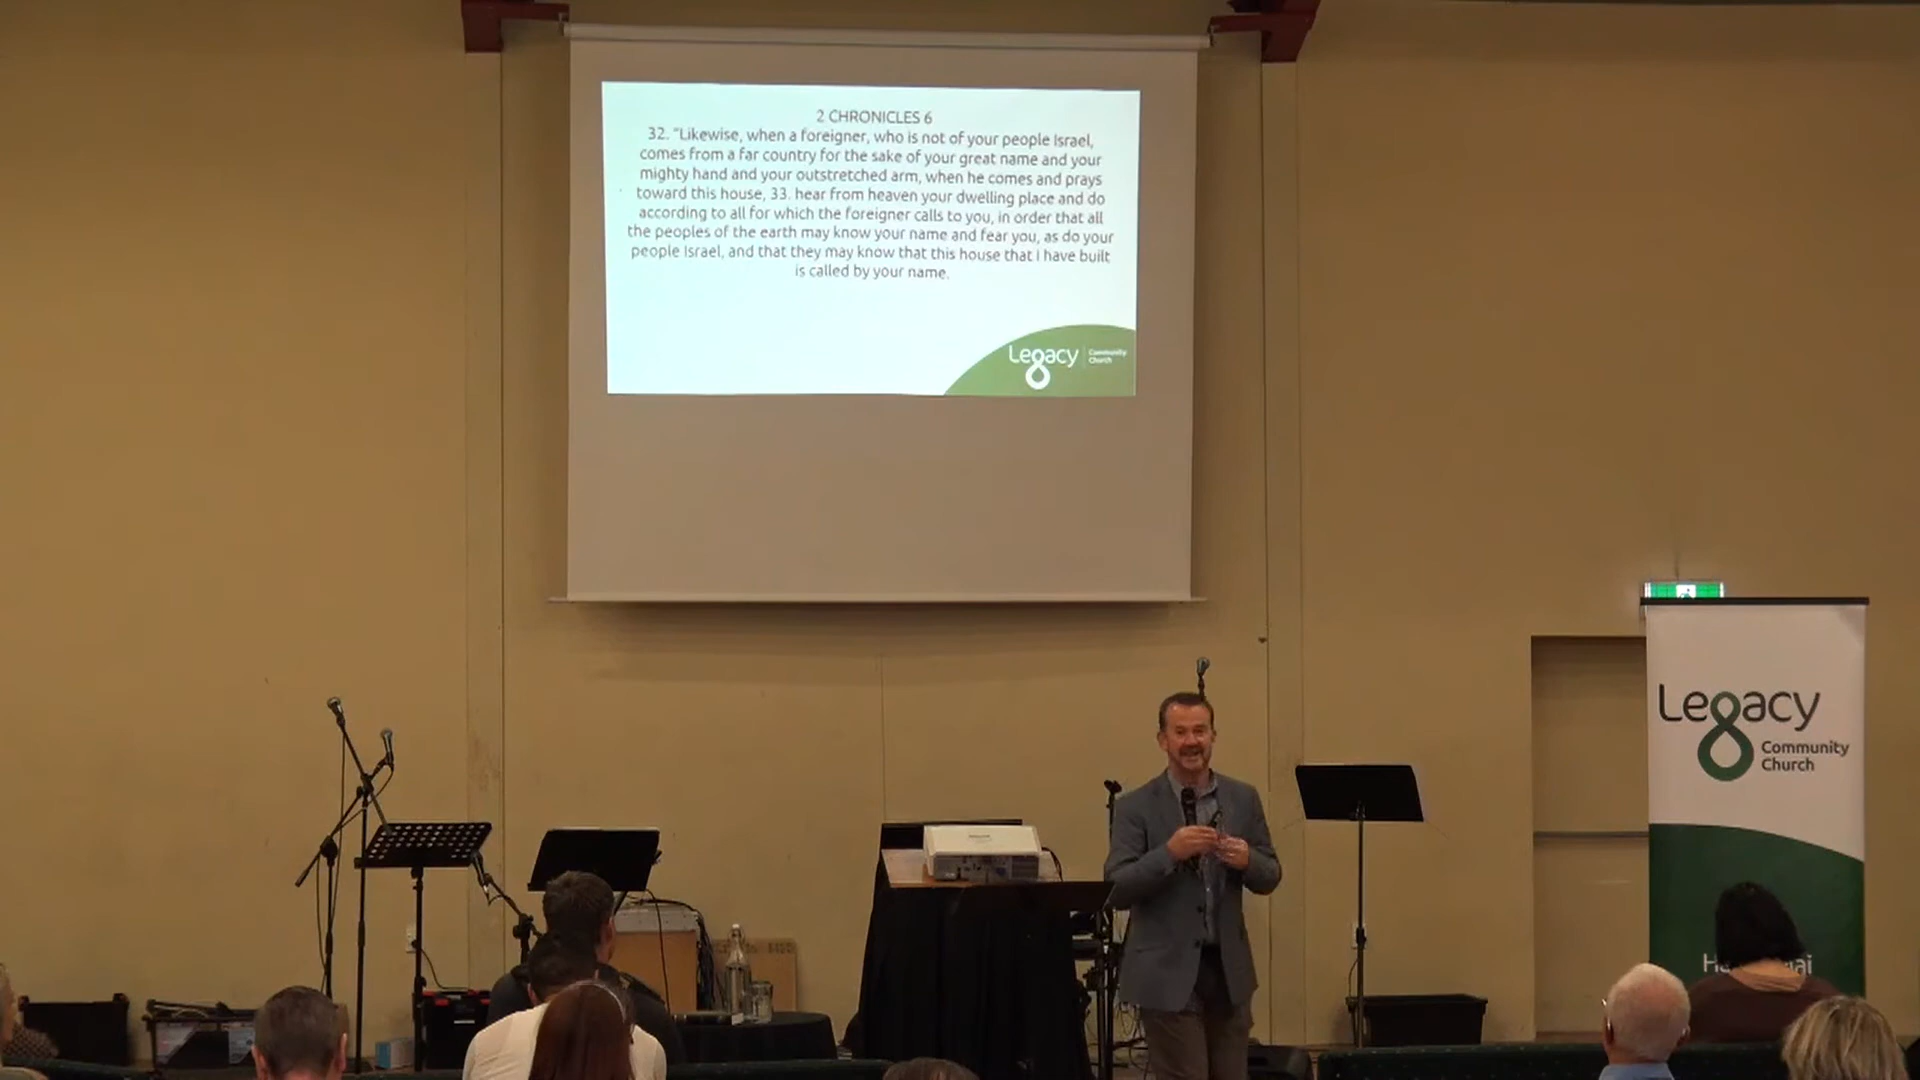 2 CHRONICLES 6
32. "Likewise, when a foreigner, who is not of your people Israel,
comes from a far country for the sake of your great name and your
mighty hand and your outstretched arm, when he comes and prays
toward this house, 33. hear from heaven your dwelling place and do
according to all for which the foreigner calls to you, in order that all
the peoples of the earth may know your name and fear you, as do your
people Israel, and that they may know that this house that I have built
is called by your name.
Legacy Community
Church
Legacy
Community
Church